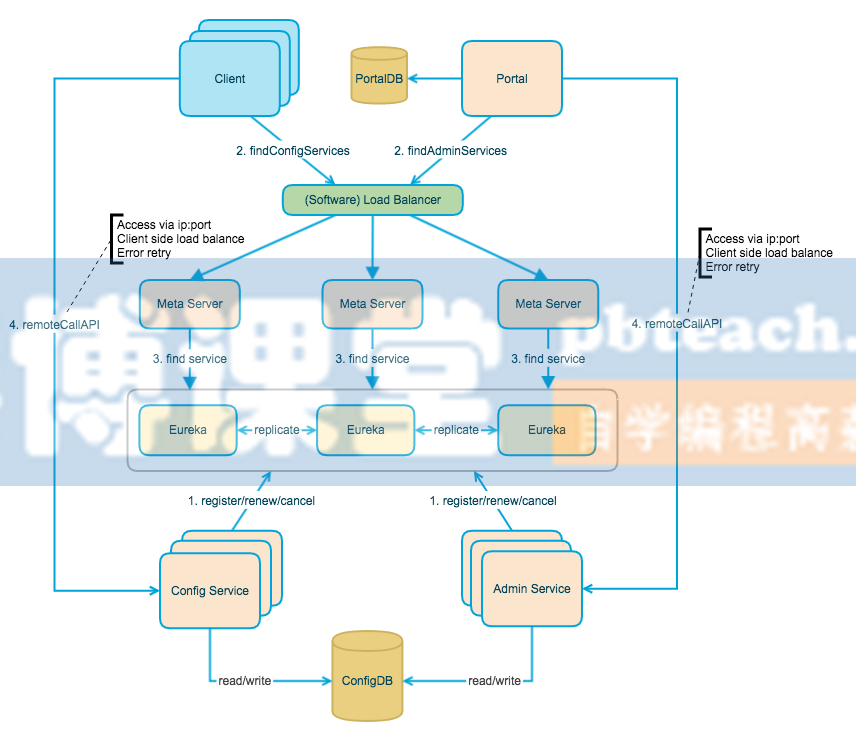 Client
PortalDB
Portal
2. findConfigServices
2. findAdminServices
(Software) Load Balancer
Access via ip:port
Client side load balance
Error retry
Access via ip:port
Client side load balance
Error retry
Meta Server
Meta Server
Meta Server
4. remoteCallAPI
4. remoteCallAPI
博课堂
pbteach.
3. find service
3. find service
3. find service
Eureka
replicate
Eureka
replicate
Eureka
自学编程高
1. register/renew/cancel
1. register/renew/cancel
Config Service
Admin Service
read/write
ConfigDB
read/write